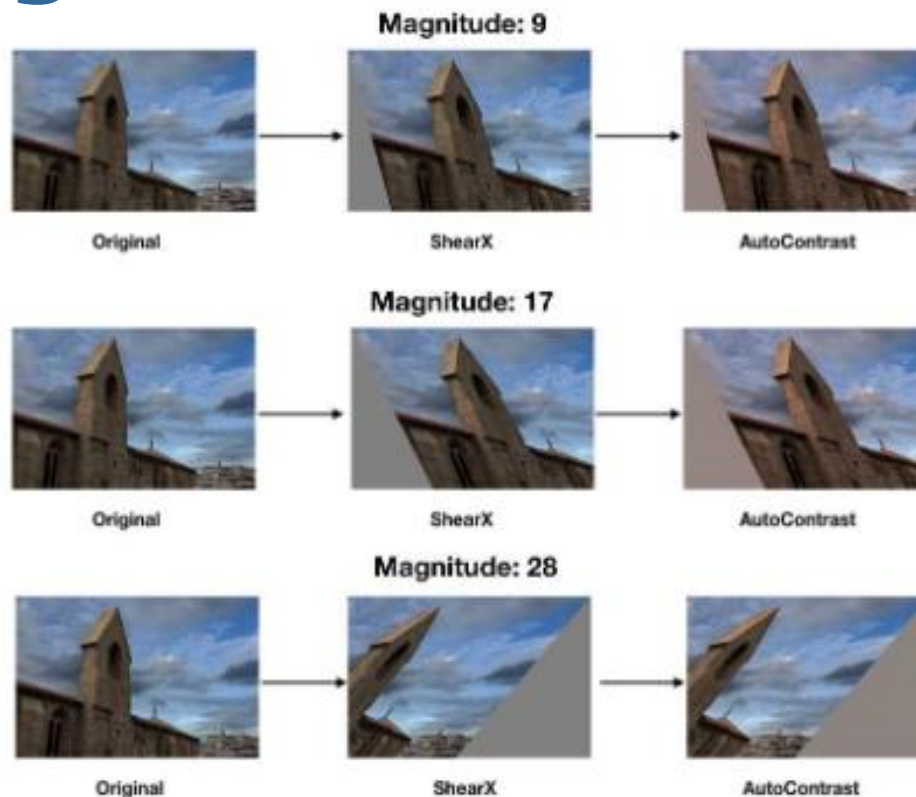 Magnitude: 9
Original ShearX AutoContrast
Magnitude: 17
Original ShearX AutoContrast
Magnitude: 28
Original ShearX AutoContrast